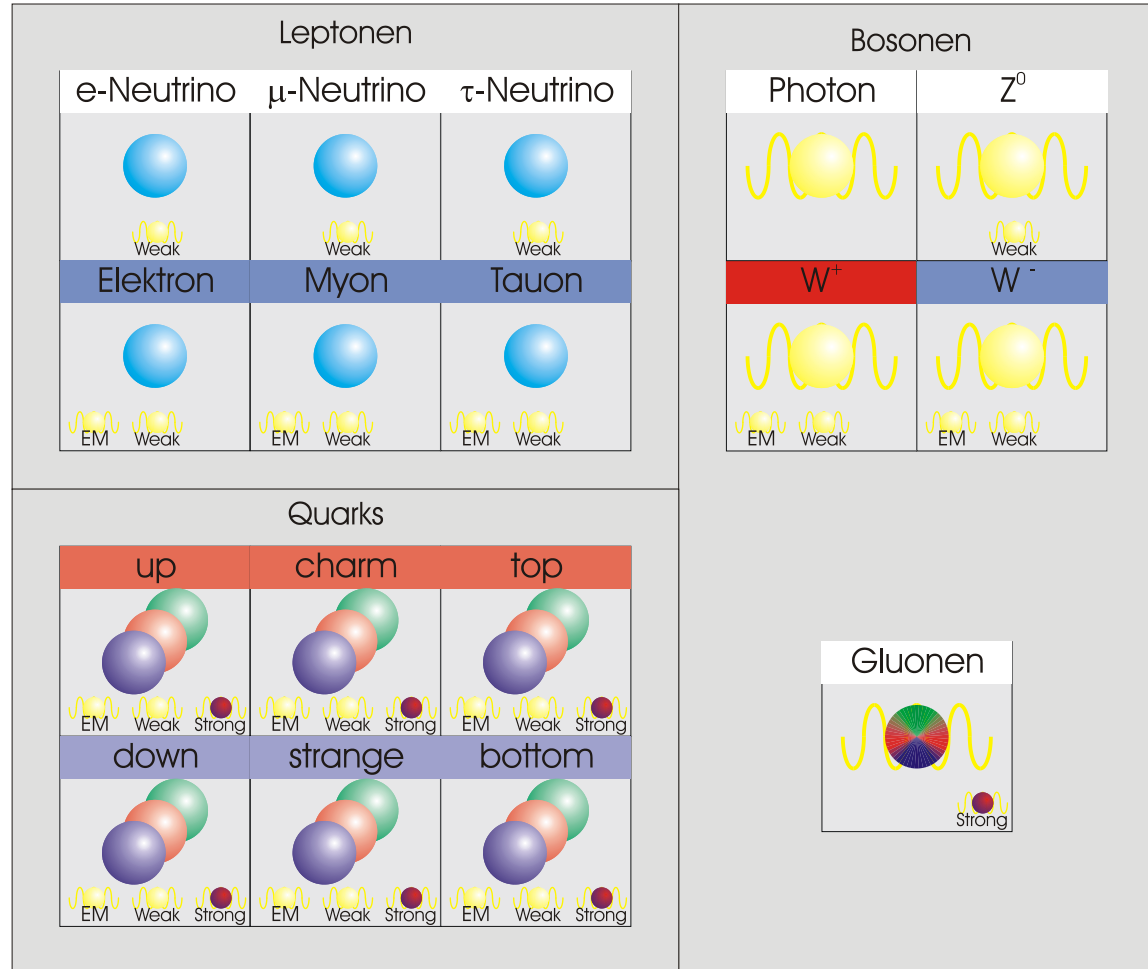 Leptonen
e-Neutrino μ-Neutrino τ-Neutrino
Weak Weak Weak
Elektron Myon Tauon
EM Weak EM Weak EM Weak
Bosonen
Photon Z⁰
Weak
W⁺ W⁻
EM Weak EM Weak
Quarks
up charm top
EM Weak Strong EM Weak Strong EM Weak Strong
down strange bottom
EM Weak Strong EM Weak Strong EM Weak Strong
Gluonen
Strong